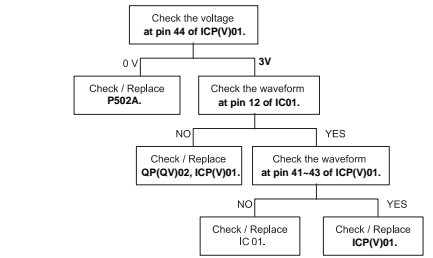 Check the voltage
at pin 44 of ICP(V)01.
0 V
3V
Check / Replace
P502A.
Check the waveform
at pin 12 of IC01.
NO
YES
Check / Replace
QP(QV)02, ICP(V)01.
Check the waveform
at pin 41~43 of ICP(V)01.
NO
YES
Check / Replace
IC 01.
Check / Replace
ICP(V)01.